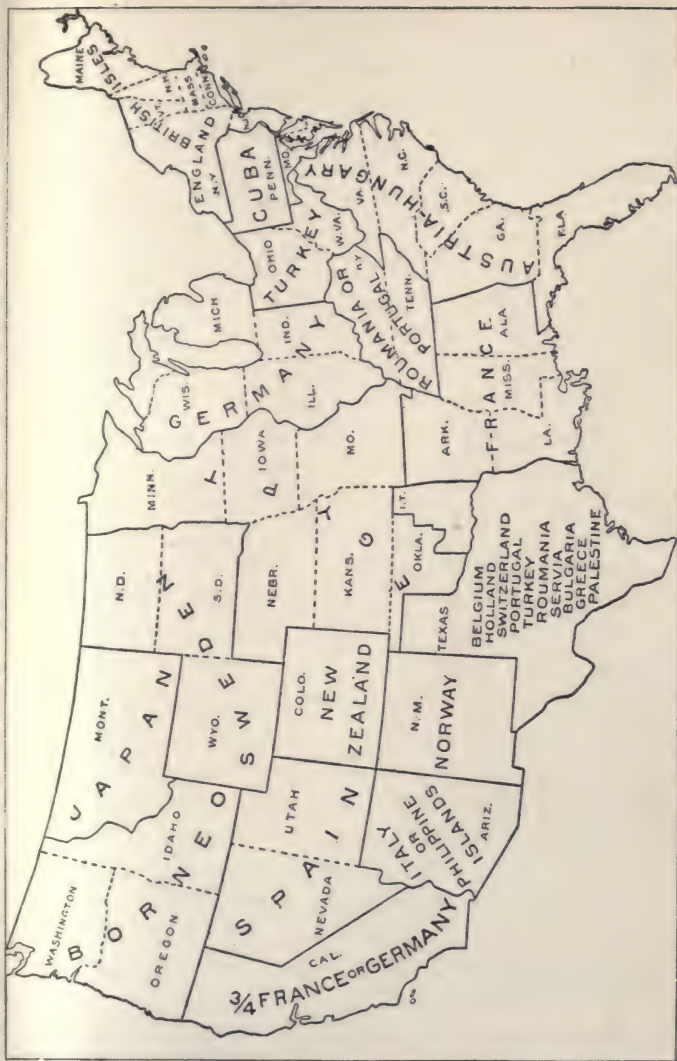 WASHINGTON
BORNEO
OREGON
IDAHO
MONT.
JAPAN
N.D.
S.D.
WYO.
SWEDEN
MINN.
WIS.
MICH
GERMANY
ILL.
IND.
OHIO
TURKEY
W.VA.
IOWA
NEBR.
MO.
KANS.
EGYPT
NEVADA
UTAH
SPAIN
COLO.
NEW
ZEALAND
CAL.
¾ FRANCE OR GERMANY
ITALY
OR
PHILIPPINE
ISLANDS
ARIZ.
N.M.
NORWAY
OKLA.
I.T.
TEXAS
BELGIUM
HOLLAND
SWITZERLAND
PORTUGAL
TURKEY
ROUMANIA
SERVIA
BULGARIA
GREECE
PALESTINE
ARK.
LA.
MISS.
ALA
FRANCE.
ROUMANIA OR
PORTUGAL
KY
TENN.
VA.
N.C.
S.C.
GA.
FLA
AUSTRIA-HUNGARY
MD.
CUBA
PENN.
ENGLAND
N.Y.
BRITISH ISLES
MAINE
N.H.
MASS
CONN.